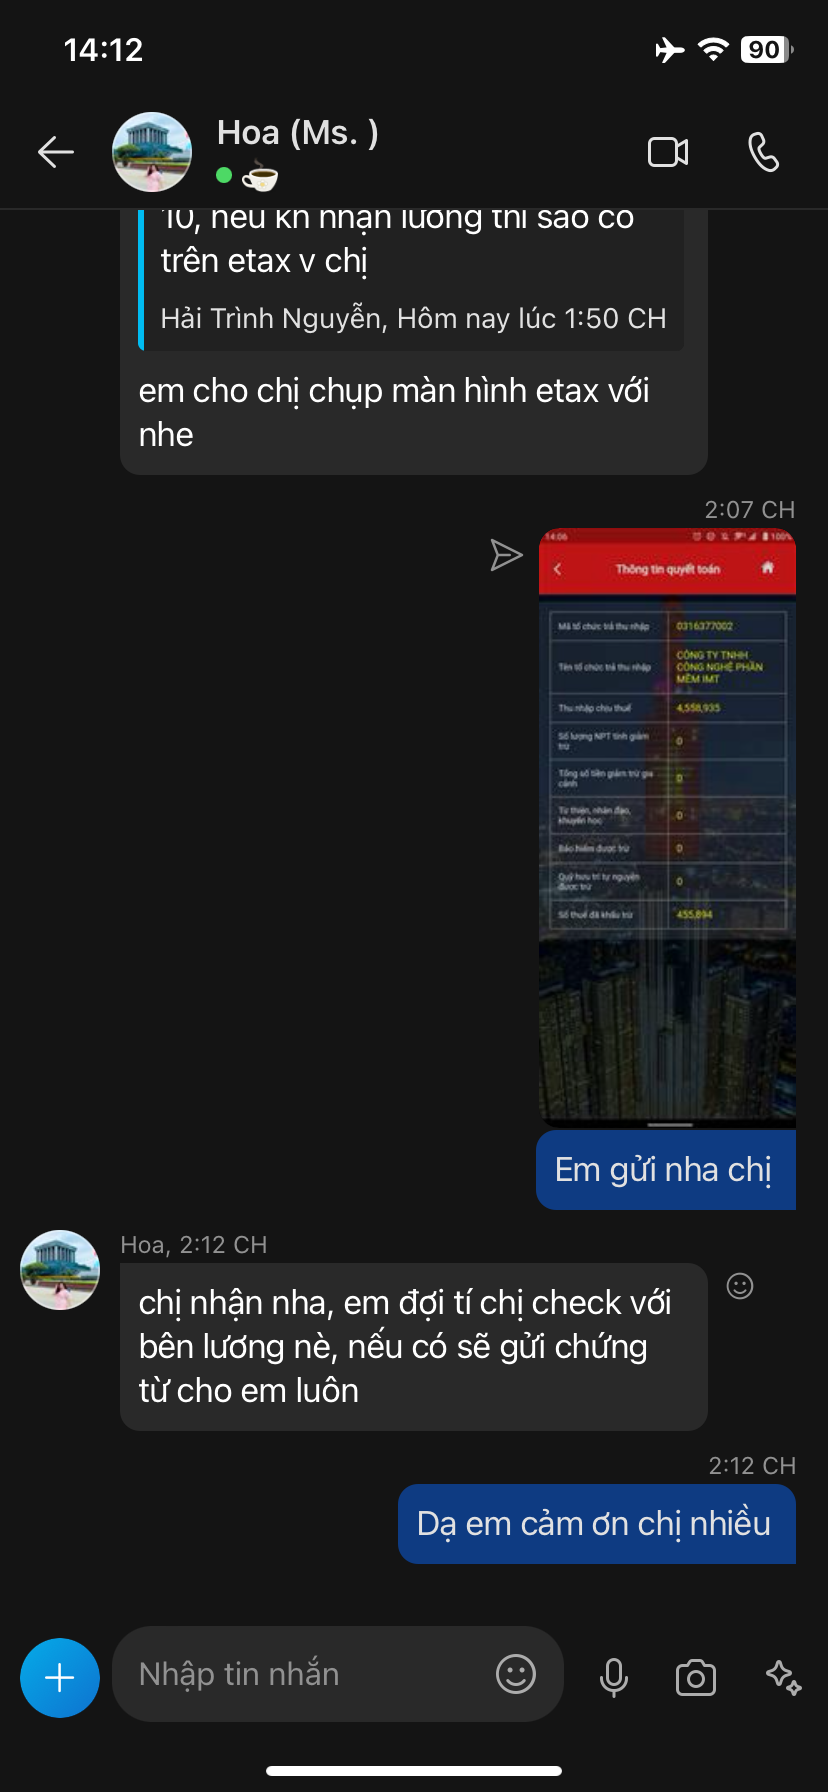 14:12
90
Hoa (Ms. )
10, nếu kh nhận lương thì sao có
trên etax v chị
Hải Trình Nguyễn, Hôm nay lúc 1:50 CH
em cho chị chụp màn hình etax với
nhe
2:07 CH
14:06
100%
Thông tin quyết toán
Mã tổ chức trả thu nhập
0316377002
Tên tổ chức trả thu nhập
CÔNG TY TNHH
CÔNG NGHỆ PHẦN
MỀM IMT
Thu nhập chịu thuế
4,558,935
Số lượng NPT tính giảm
trừ
0
Tổng số tiền giảm trừ gia
cảnh
0
Từ thiện, nhân đạo,
khuyến học
0
Bảo hiểm được trừ
0
Quỹ hưu trí tự nguyện
được trừ
0
Số thuế đã khấu trừ
455,894
Em gửi nha chị
Hoa, 2:12 CH
chị nhận nha, em đợi tí chị check với
bên lương nè, nếu có sẽ gửi chứng
từ cho em luôn
2:12 CH
Dạ em cảm ơn chị nhiều
Nhập tin nhắn